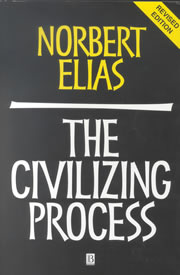 NORBERT
ELIAS
REVISED
EDITION
THE
CIVILIZING
PROCESS
B